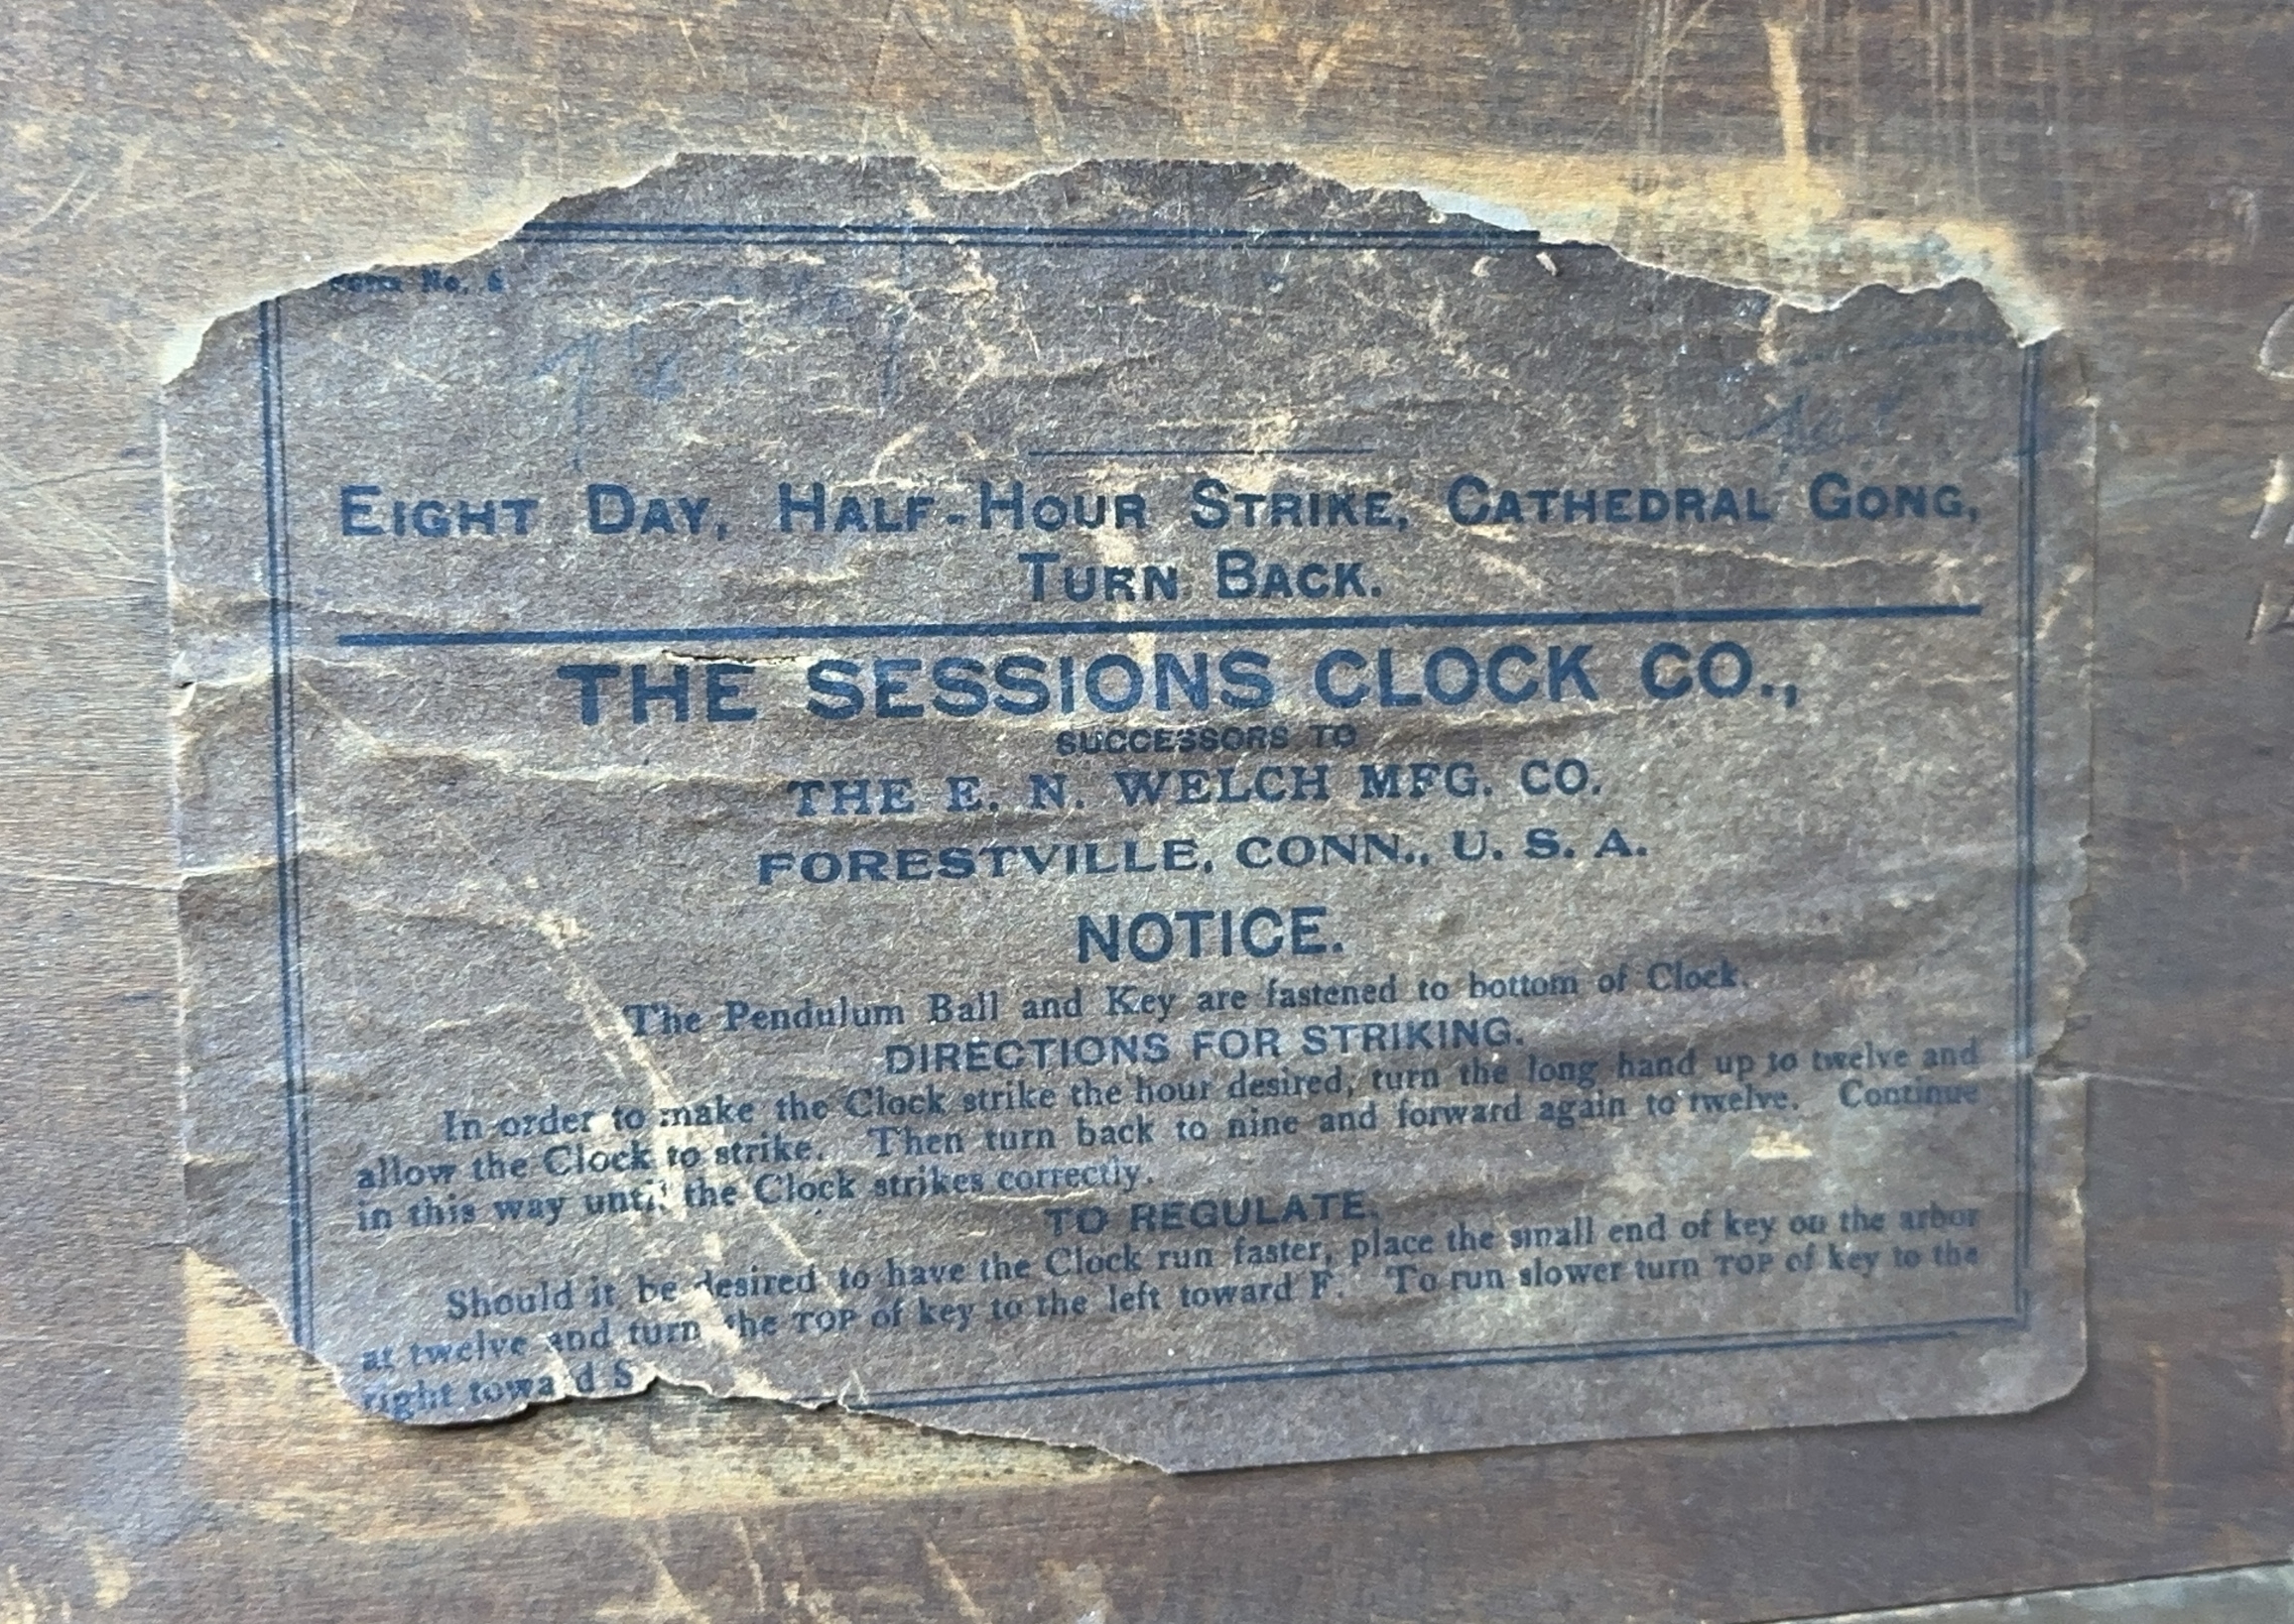 No. 6
EIGHT DAY, HALF-HOUR STRIKE, CATHEDRAL GONG,
TURN BACK.
THE SESSIONS CLOCK CO.,
SUCCESSORS TO
THE E. N. WELCH MFG. CO.
FORESTVILLE, CONN., U. S. A.
NOTICE.
The Pendulum Ball and Key are fastened to bottom of Clock.
DIRECTIONS FOR STRIKING.
In order to make the Clock strike the hour desired, turn the long hand up to twelve and
allow the Clock to strike. Then turn back to nine and forward again to twelve. Continue
in this way until the Clock strikes correctly.
TO REGULATE.
Should it be desired to have the Clock run faster, place the small end of key on the arbor
at twelve and turn the TOP of key to the left toward F. To run slower turn TOP of key to the
right toward S